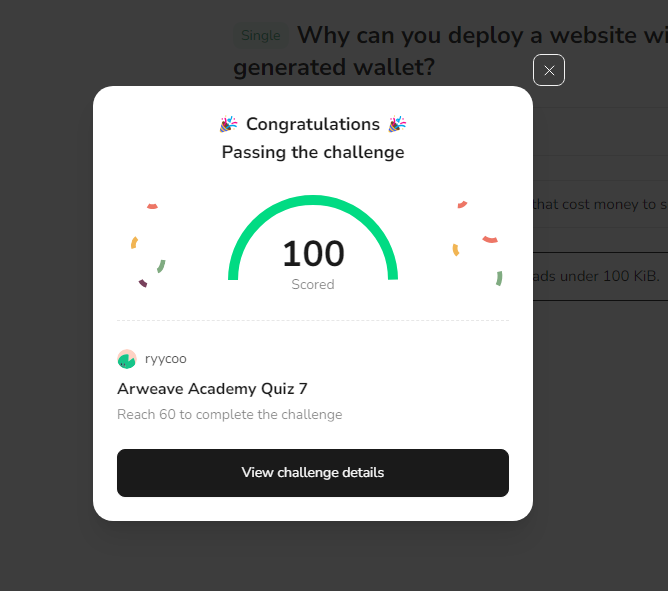 Single Why can you deploy a website wi
generated wallet?
🎉 Congratulations 🎉
Passing the challenge
that cost money to s
100
Scored
ads under 100 KiB.
ryycoo
Arweave Academy Quiz 7
Reach 60 to complete the challenge
View challenge details